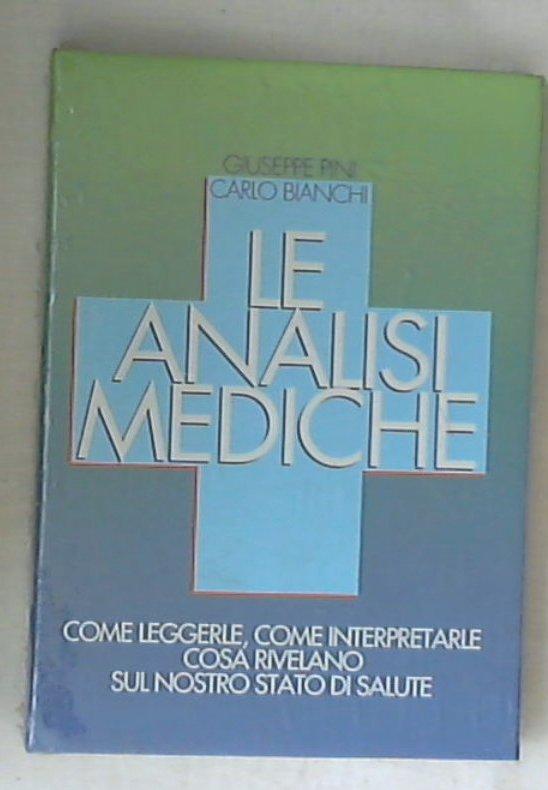 GIUSEPPE PINI
CARLO BIANCHI
LE
ANALISI
MEDICHE
COME LEGGERLE, COME INTERPRETARLE
COSA RIVELANO
SUL NOSTRO STATO DI SALUTE